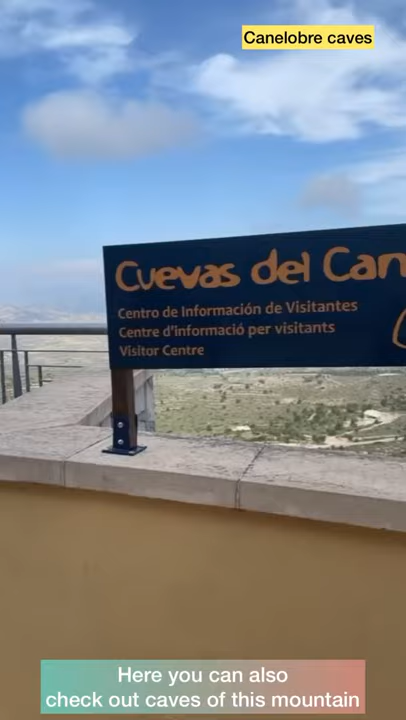 Canelobre caves
Cuevas del Can
Centro de Información de Visitantes
Centre d'informació per visitants
Visitor Centre
Here you can also
check out caves of this mountain